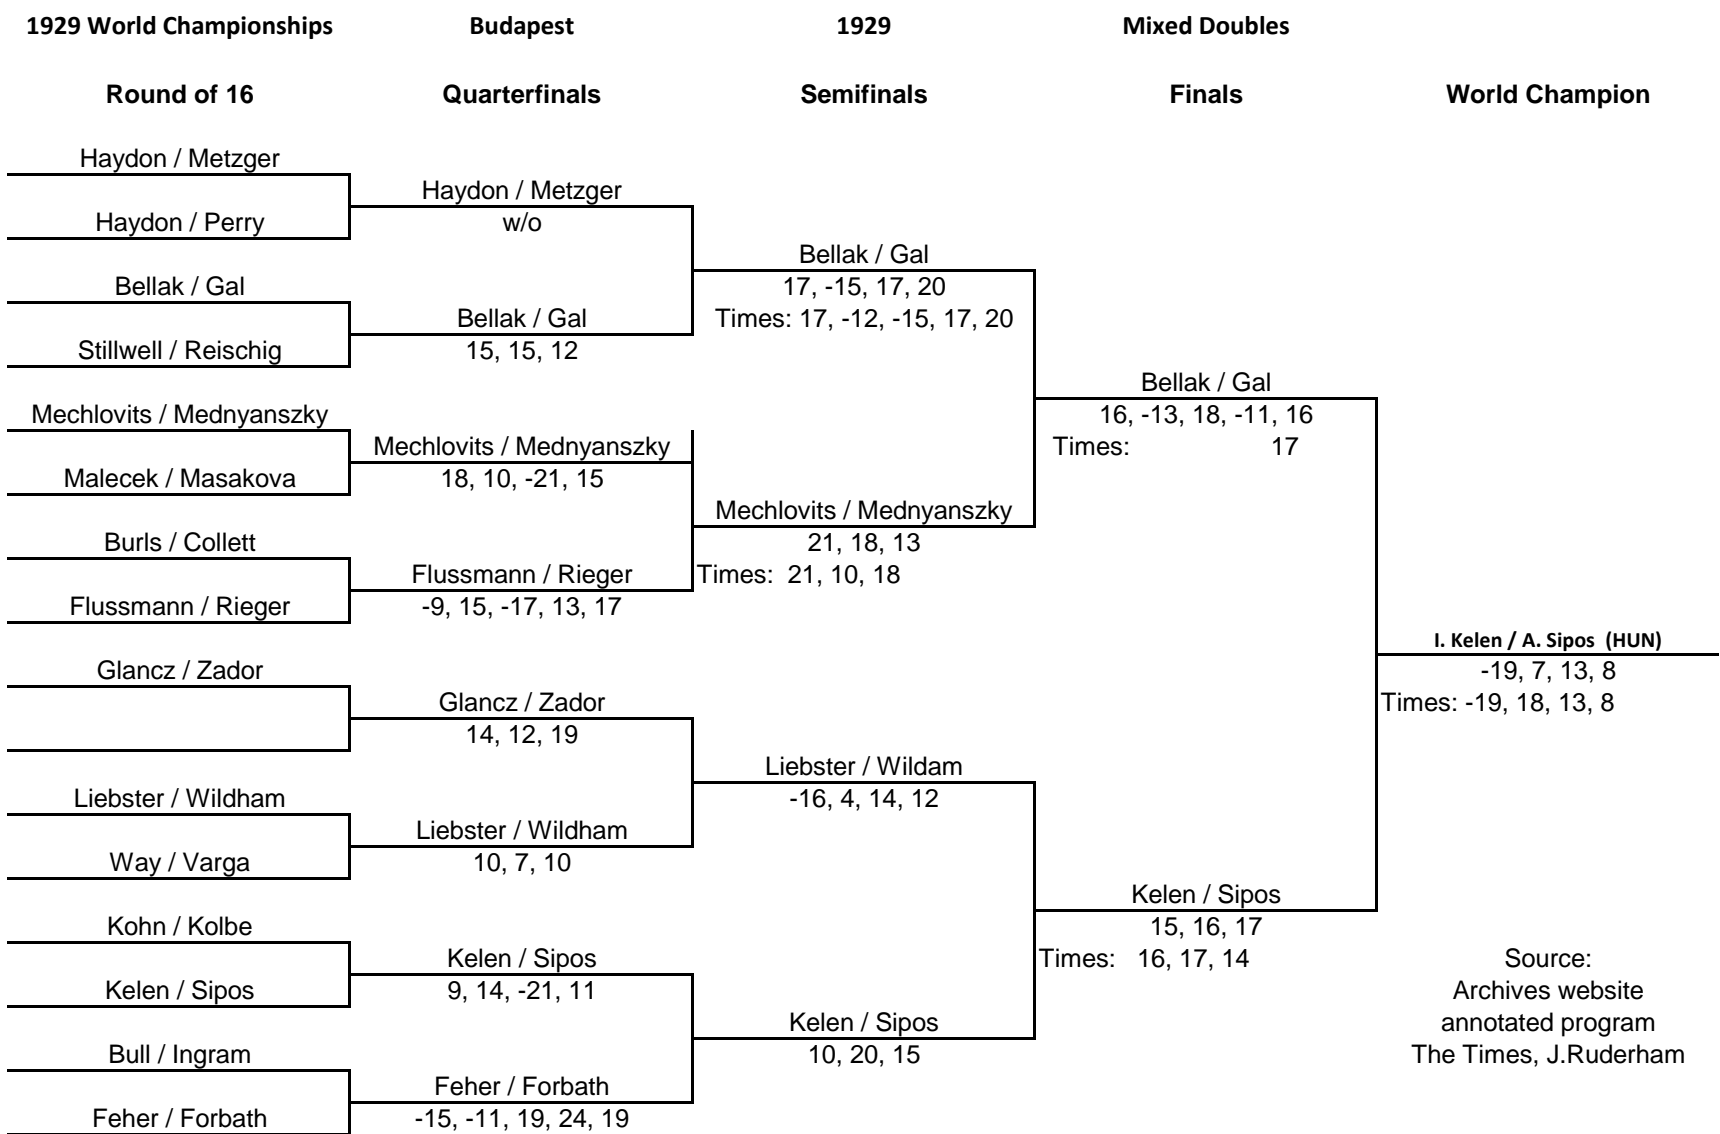 1929 World Championships Budapest 1929 Mixed Doubles
Round of 16 Quarterfinals Semifinals Finals World Champion
Haydon / Metzger
Haydon / Metzger
Haydon / Perry w/o
Bellak / Gal
Bellak / Gal 17, -15, 17, 20
Bellak / Gal Times: 17, -12, -15, 17, 20
Stillwell / Reischig 15, 15, 12
Bellak / Gal
Mechlovits / Mednyanszky 16, -13, 18, -11, 16
Mechlovits / Mednyanszky Times: 17
Malecek / Masakova 18, 10, -21, 15
Mechlovits / Mednyanszky
Burls / Collett 21, 18, 13
Flussmann / Rieger Times: 21, 10, 18
Flussmann / Rieger -9, 15, -17, 13, 17
I. Kelen / A. Sipos (HUN)
Glancz / Zador -19, 7, 13, 8
Glancz / Zador Times: -19, 18, 13, 8
14, 12, 19
Liebster / Wildam
Liebster / Wildham -16, 4, 14, 12
Liebster / Wildham
Way / Varga 10, 7, 10
Kelen / Sipos
Kohn / Kolbe 15, 16, 17
Kelen / Sipos Times: 16, 17, 14 Source:
Kelen / Sipos 9, 14, -21, 11 Archives website
Kelen / Sipos annotated program
Bull / Ingram 10, 20, 15 The Times, J.Ruderham
Feher / Forbath
Feher / Forbath -15, -11, 19, 24, 19